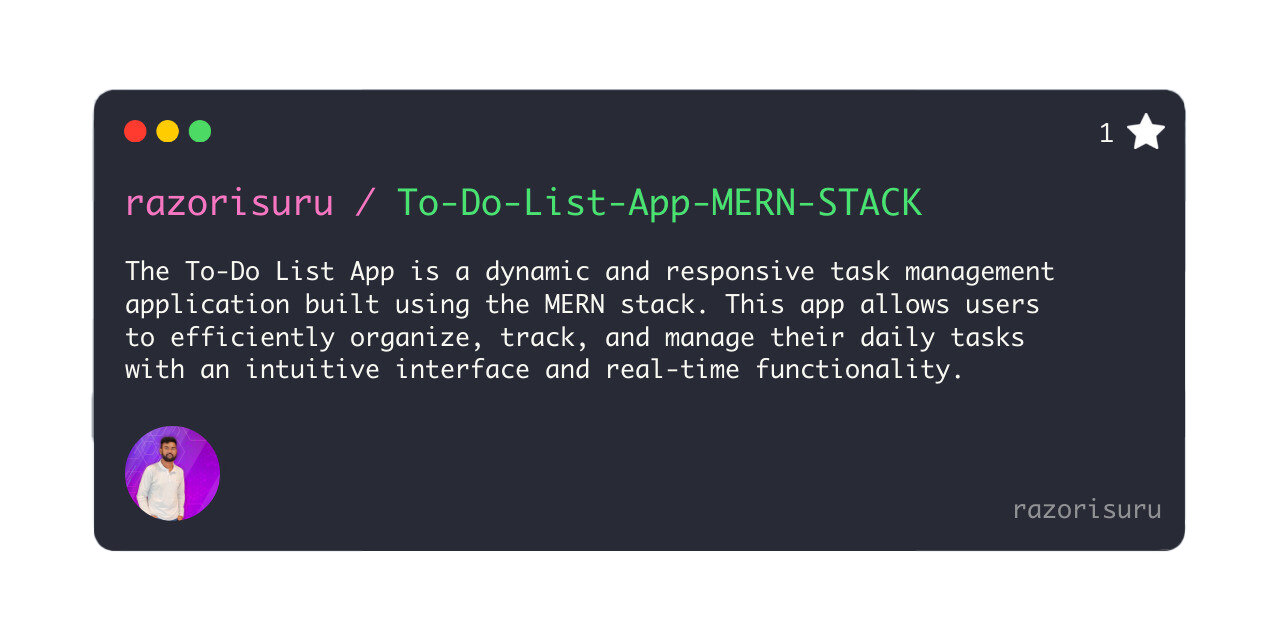 1
razorisuru / To-Do-List-App-MERN-STACK
The To-Do List App is a dynamic and responsive task management
application built using the MERN stack. This app allows users
to efficiently organize, track, and manage their daily tasks
with an intuitive interface and real-time functionality.
razorisuru